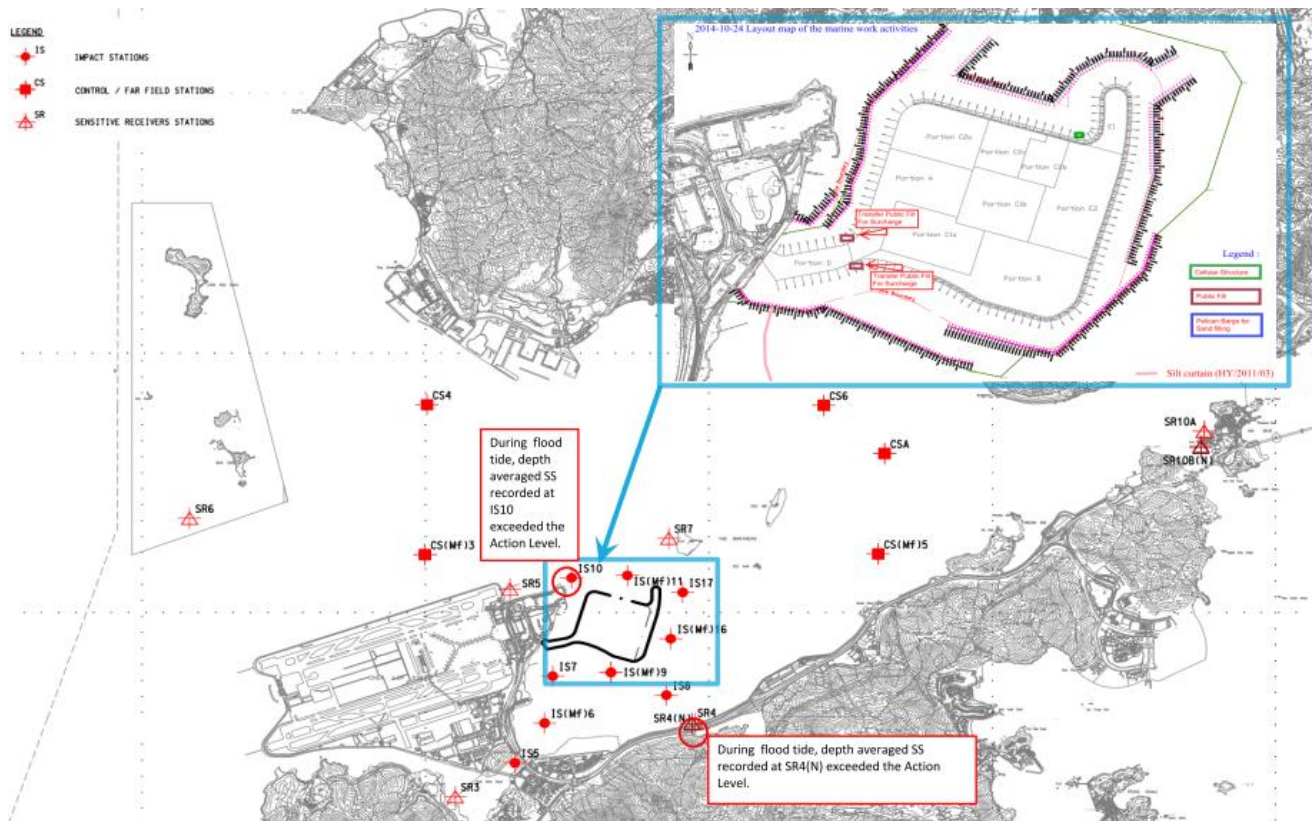 LEGEND
IS
IMPACT STATIONS
CS
CONTROL / FAR FIELD STATIONS
SR
SENSITIVE RECEIVERS STATIONS
2014-10-24 Layout map of the marine work activities
N
Portion C2a
Portion C2c
Portion C2b
C1
Portion A
Portion C1b
Portion C2
Portion C1a
Portion D
Portion B
Transfer Public Fill
For Surcharge
Transfer Public Fill
For Surcharge
Site Boundary
Legend :
Cellular Structure
Public Fill
Pelican Barge for
Sand filling
Silt curtain (HY/2011/03)
CS4
CS6
CSA
SR10A
SR10B(N)
During flood
tide, depth
averaged SS
recorded at
IS10
exceeded the
Action Level.
SR6
SR7
CS(Mf)3
CS(Mf)5
IS10
IS(Mf)11
IS17
SR5
IS(Mf)16
IS7
IS(Mf)9
IS8
IS(Mf)6
SR4(N)
SR4
During flood tide, depth averaged SS
recorded at SR4(N) exceeded the Action
Level.
IS5
SR3